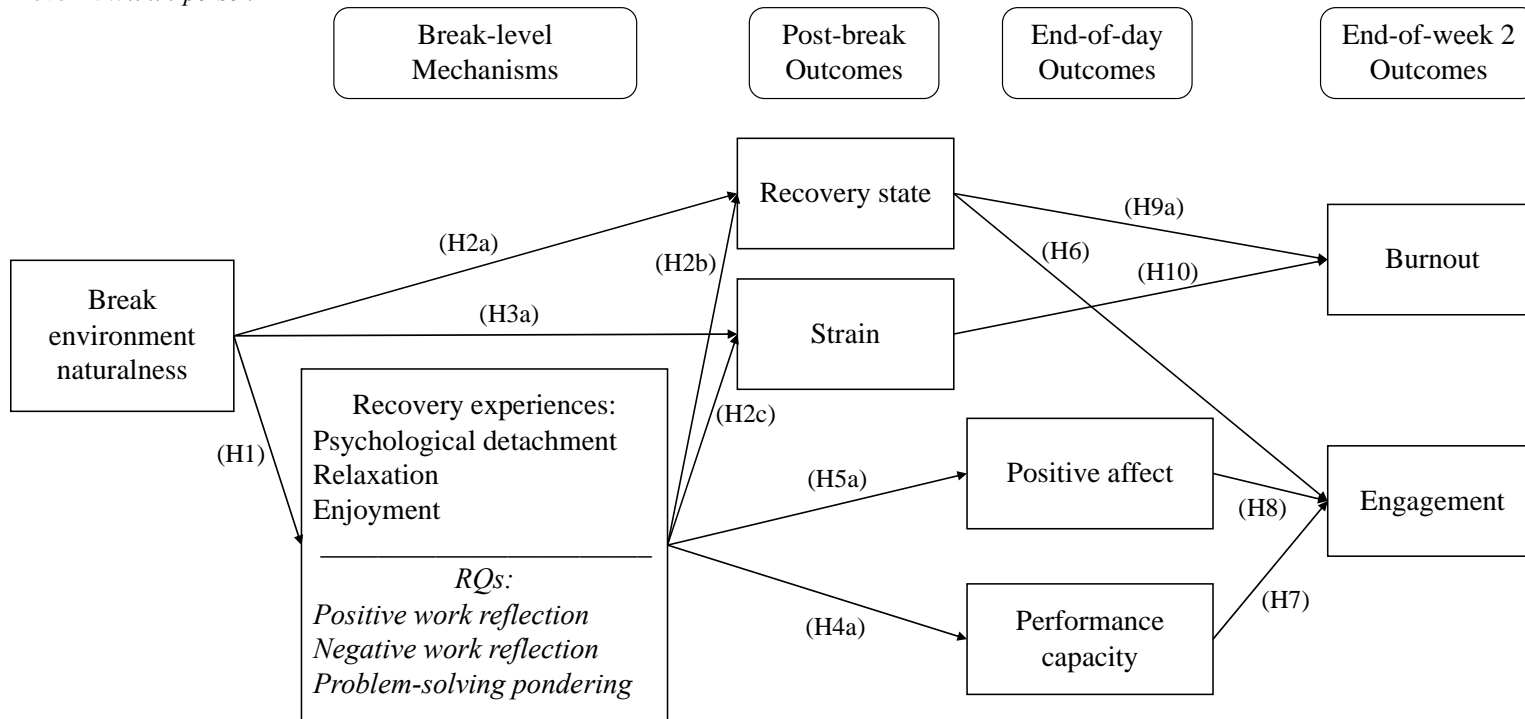 Break-level
Mechanisms
Post-break
Outcomes
End-of-day
Outcomes
End-of-week 2
Outcomes
Recovery state
(H9a)
(H2a)
(H2b)
(H6)
Burnout
(H10)
Break
environment
naturalness
(H3a)
Strain
(H2c)
(H1)
Recovery experiences:
Psychological detachment
Relaxation
Enjoyment
RQs:
Positive work reflection
Negative work reflection
Problem-solving pondering
(H5a)
Positive affect
(H8)
Engagement
(H4a)
Performance
capacity
(H7)